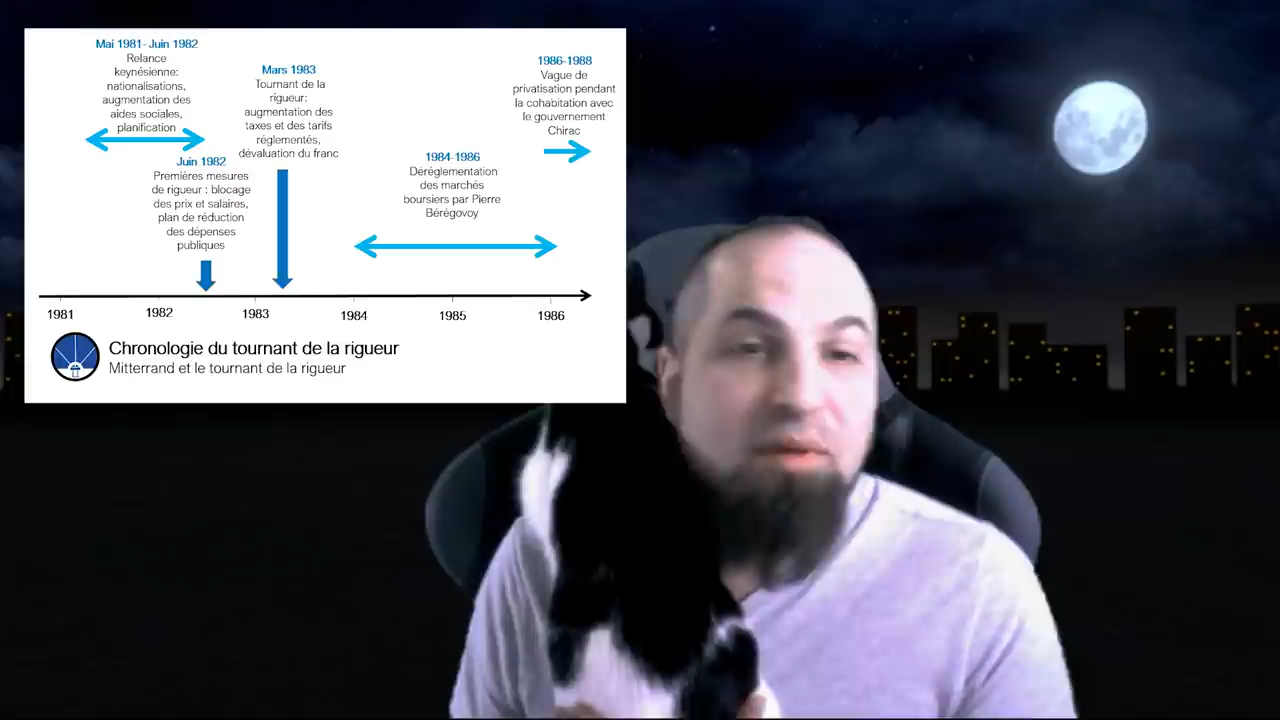 Mai 1981- Juin 1982
Relance
keynésienne:
nationalisations,
augmentation des
aides sociales,
planification
Juin 1982
Premières mesures
de rigueur : blocage
des prix et salaires,
plan de réduction
des dépenses
publiques
Mars 1983
Tournant de la
rigueur:
augmentation des
taxes et des tarifs
réglementés,
dévaluation du franc
1984-1986
Déréglementation
des marchés
boursiers par Pierre
Bérégovoy
1986-1988
Vague de
privatisation pendant
la cohabitation avec
le gouvernement
Chirac
1981 1982 1983 1984 1985 1986
Chronologie du tournant de la rigueur
Mitterrand et le tournant de la rigueur